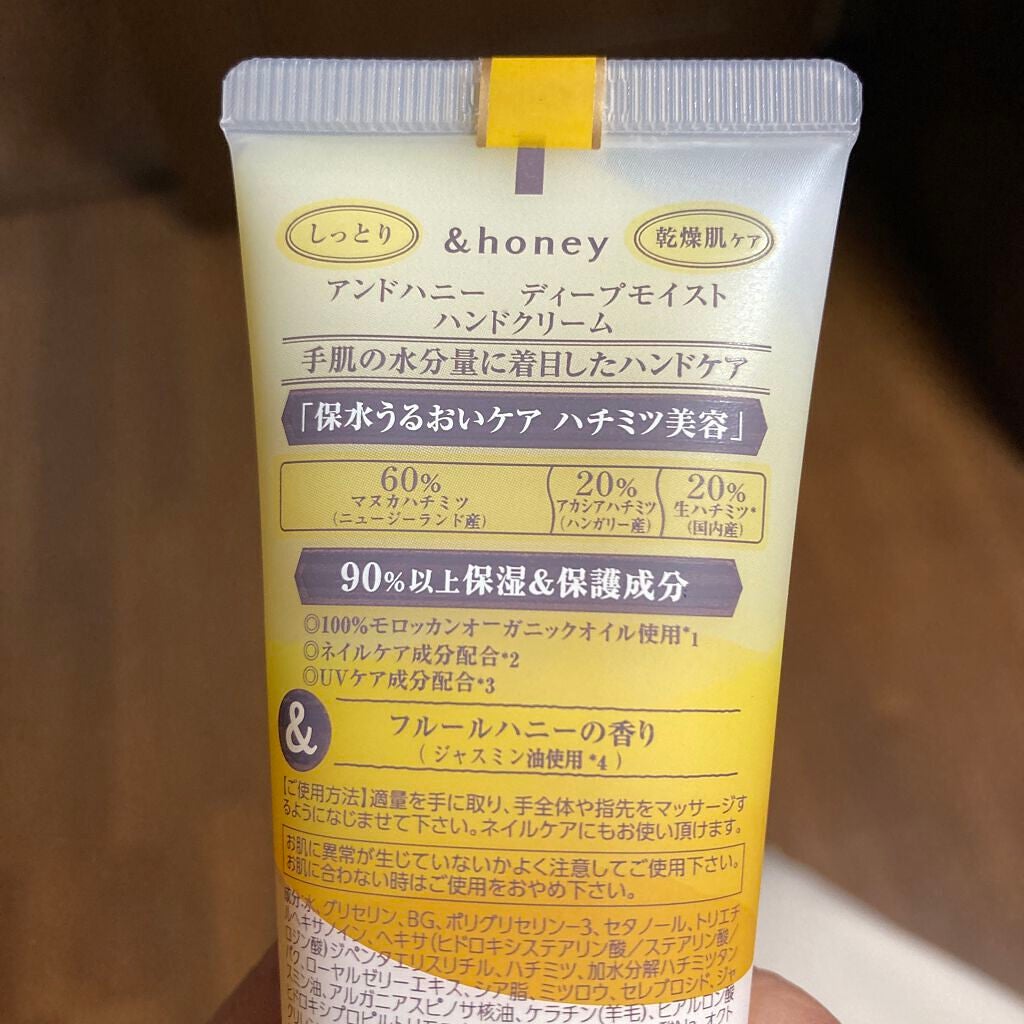 しっとり &honey 乾燥肌ケア
アンドハニー ディープモイスト
ハンドクリーム
手肌の水分量に着目したハンドケア
「保水うるおいケア ハチミツ美容」
60% 20% 20%
マヌカハチミツ アカシアハチミツ 生ハチミツ*
(ニュージーランド産) (ハンガリー産) (国内産)
90%以上保湿&保護成分
◎100%モロッカンオーガニックオイル使用*1
◎ネイルケア成分配合*2
◎UVケア成分配合*3
& フルールハニーの香り
(ジャスミン油使用*4)
【ご使用方法】適量を手に取り、手全体や指先をマッサージす
るようになじませて下さい。ネイルケアにもお使い頂けます。
お肌に異常が生じていないかよく注意してご使用下さい。
お肌に合わない時はご使用をおやめ下さい。
成分:水、グリセリン、BG、ポリグリセリン-3、セタノール、トリエチ
ルヘキサノイン、ヘキサ(ヒドロキシステアリン酸/ステアリン酸/
ロジン酸)ジペンタエリスリチル、ハチミツ、加水分解ハチミツタン
パク、ローヤルゼリーエキス、シア脂、ミツロウ、セレブロシド、ジャ
スミン油、アルガニアスピノサ核油、ケラチン(羊毛)、ヒアルロン酸
ヒドロキシプロピルトリモ